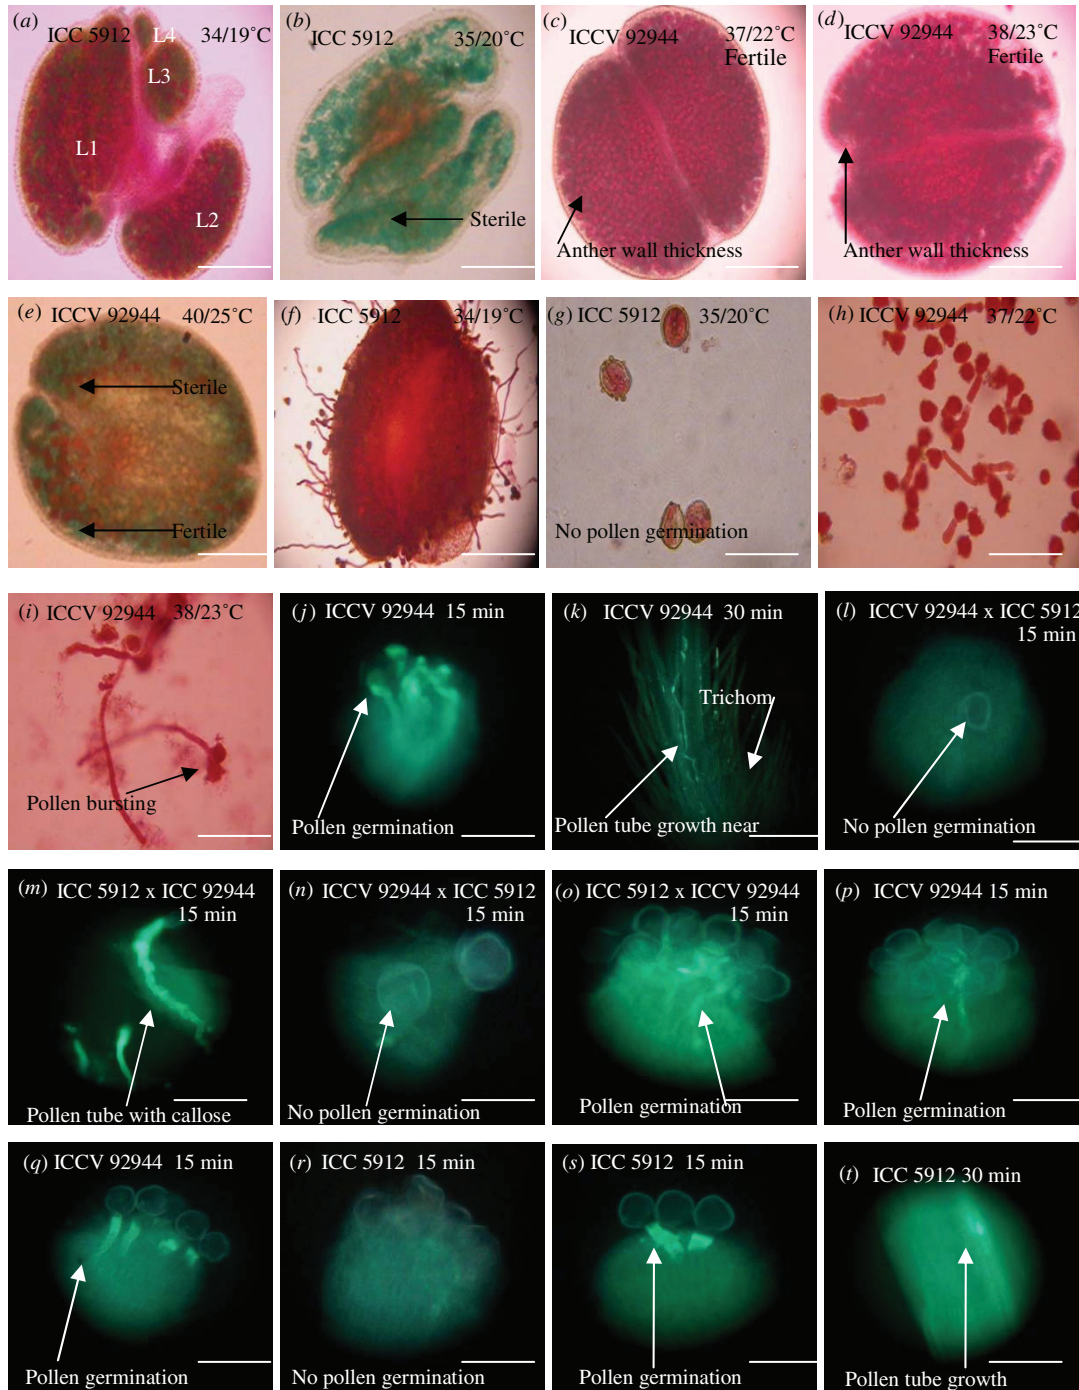 (a) ICC 5912 L4 34/19°C
L3
L1
L2
(b) ICC 5912 35/20°C
Sterile
(c) ICCV 92944 37/22°C
Fertile
Anther wall thickness
(d) ICCV 92944 38/23°C
Fertile
Anther wall thickness
(e) ICCV 92944 40/25°C
Sterile
Fertile
(f) ICC 5912 34/19°C
(g) ICC 5912 35/20°C
No pollen germination
(h) ICCV 92944 37/22°C
(i) ICCV 92944 38/23°C
Pollen bursting
(j) ICCV 92944 15 min
Pollen germination
(k) ICCV 92944 30 min
Trichom
Pollen tube growth near
(l) ICCV 92944 x ICC 5912
15 min
No pollen germination
(m) ICC 5912 x ICC 92944
15 min
Pollen tube with callose
(n) ICCV 92944 x ICC 5912
15 min
No pollen germination
(o) ICC 5912 x ICCV 92944
15 min
Pollen germination
(p) ICCV 92944 15 min
Pollen germination
(q) ICCV 92944 15 min
Pollen germination
(r) ICC 5912 15 min
No pollen germination
(s) ICC 5912 15 min
Pollen germination
(t) ICC 5912 30 min
Pollen tube growth